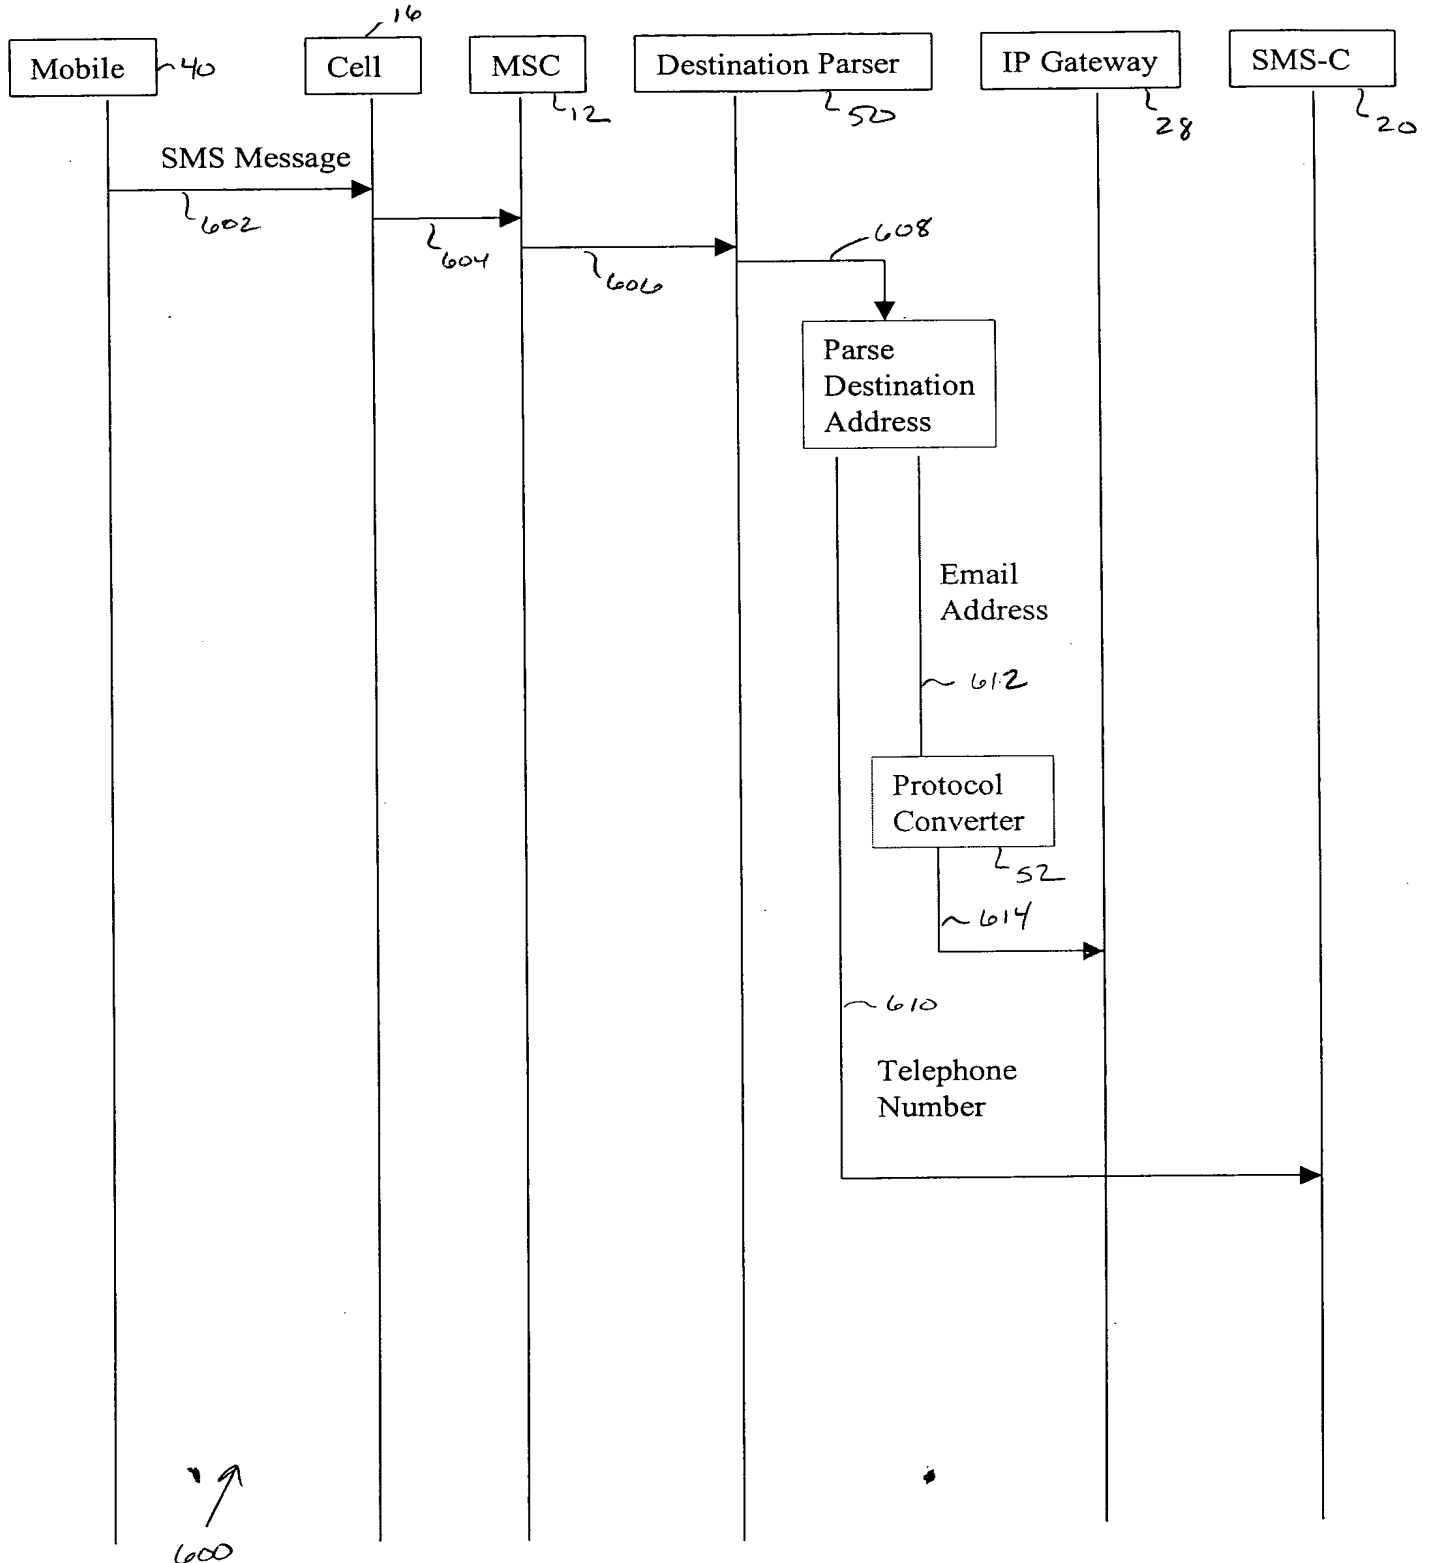 16
Mobile
40
Cell
MSC
12
Destination Parser
50
IP Gateway
28
SMS-C
20
SMS Message
602
604
606
608
Parse
Destination
Address
Email
Address
612
Protocol
Converter
52
614
610
Telephone
Number
600